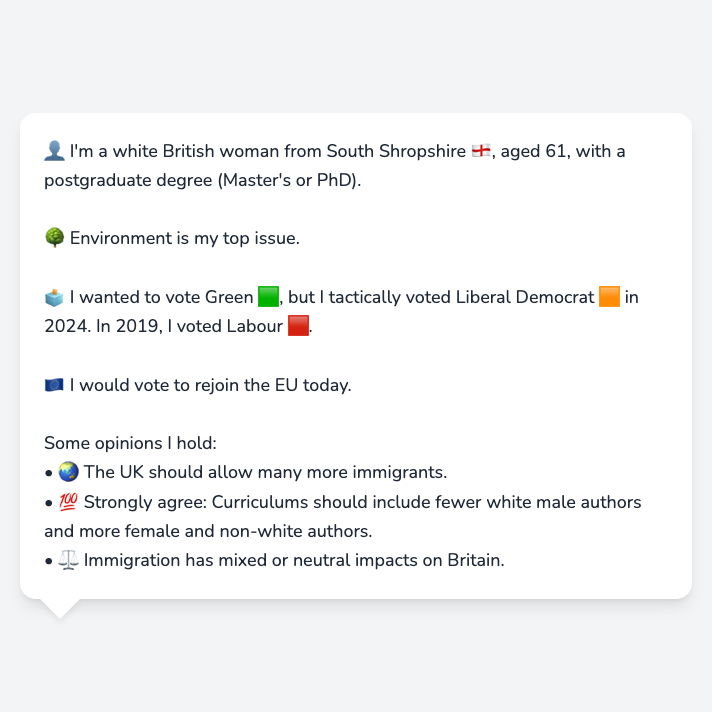 👤 I'm a white British woman from South Shropshire 🏴󠁧󠁢󠁥󠁮󠁧󠁿, aged 61, with a
postgraduate degree (Master's or PhD).
🌳 Environment is my top issue.
🗳️ I wanted to vote Green 🟩, but I tactically voted Liberal Democrat 🟧 in
2024. In 2019, I voted Labour 🟥.
🇪🇺 I would vote to rejoin the EU today.
Some opinions I hold:
• 🌏 The UK should allow many more immigrants.
• 💯 Strongly agree: Curriculums should include fewer white male authors
and more female and non-white authors.
• ⚖️ Immigration has mixed or neutral impacts on Britain.